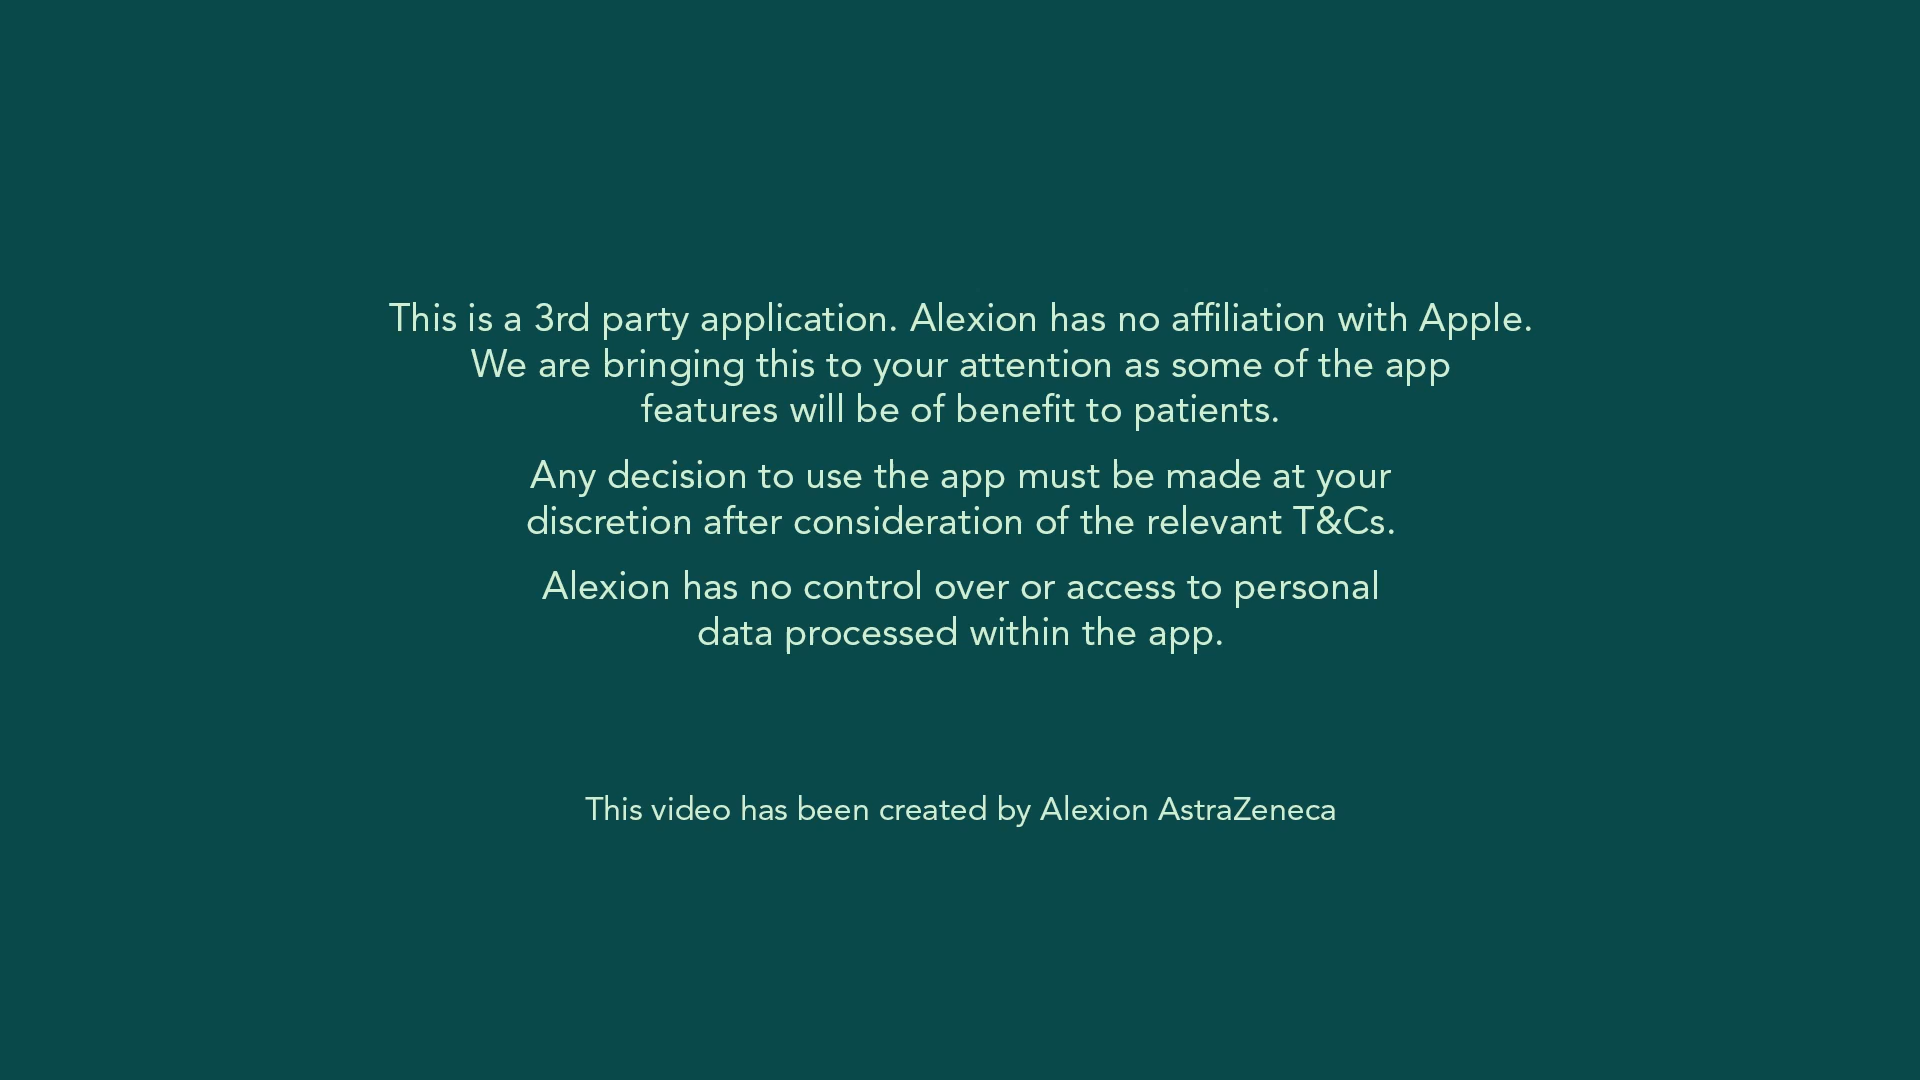 This is a 3rd party application. Alexion has no affiliation with Apple.
We are bringing this to your attention as some of the app
features will be of benefit to patients.
Any decision to use the app must be made at your
discretion after consideration of the relevant T&Cs.
Alexion has no control over or access to personal
data processed within the app.
This video has been created by Alexion AstraZeneca